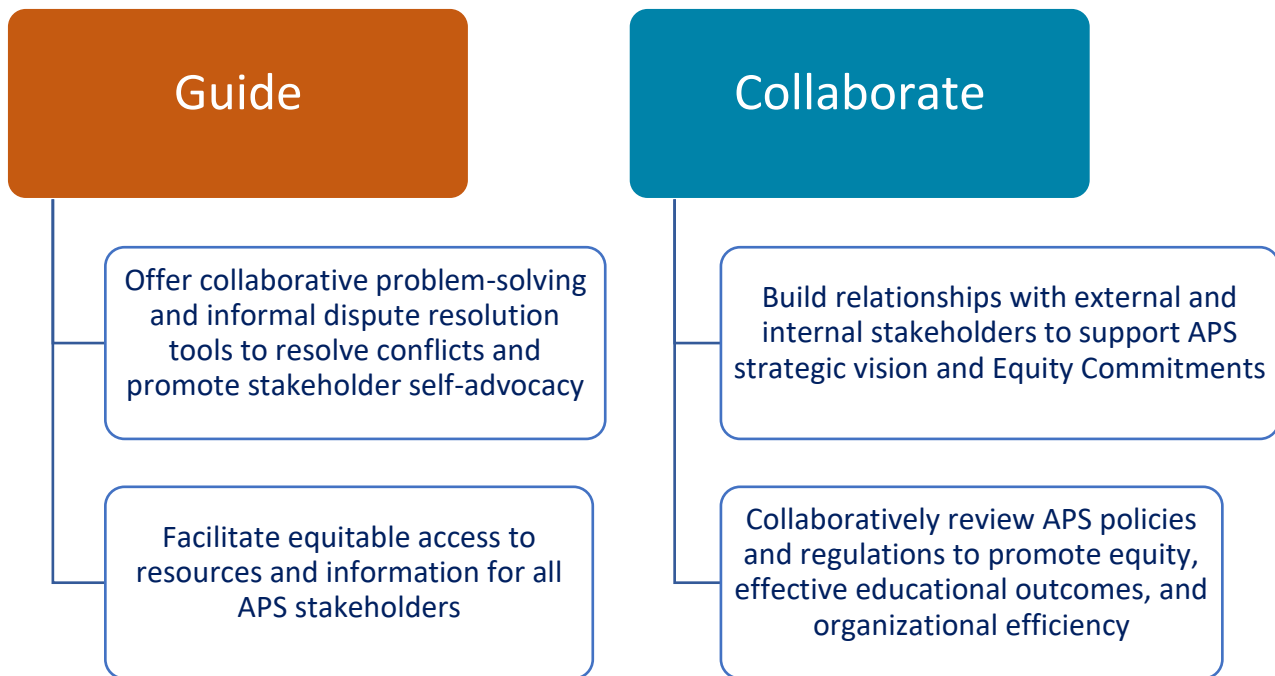 Guide
Offer collaborative problem-solving
and informal dispute resolution
tools to resolve conflicts and
promote stakeholder self-advocacy
Facilitate equitable access to
resources and information for all
APS stakeholders
Collaborate
Build relationships with external and
internal stakeholders to support APS
strategic vision and Equity Commitments
Collaboratively review APS policies
and regulations to promote equity,
effective educational outcomes, and
organizational efficiency